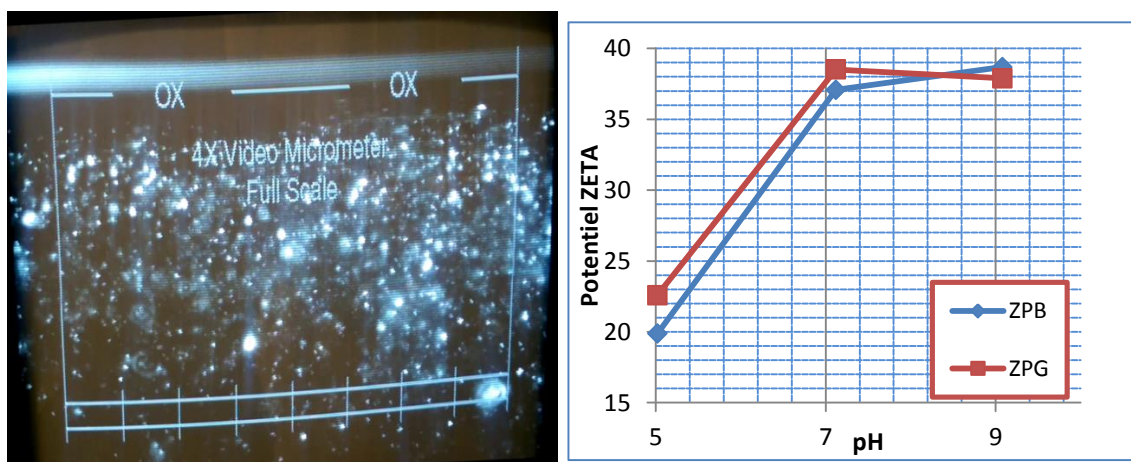 OX OX
4X Video Micrometer
Full Scale
Potentiel ZETA
40
35
30
25
20
15
5 7 9
pH
ZPB
ZPG